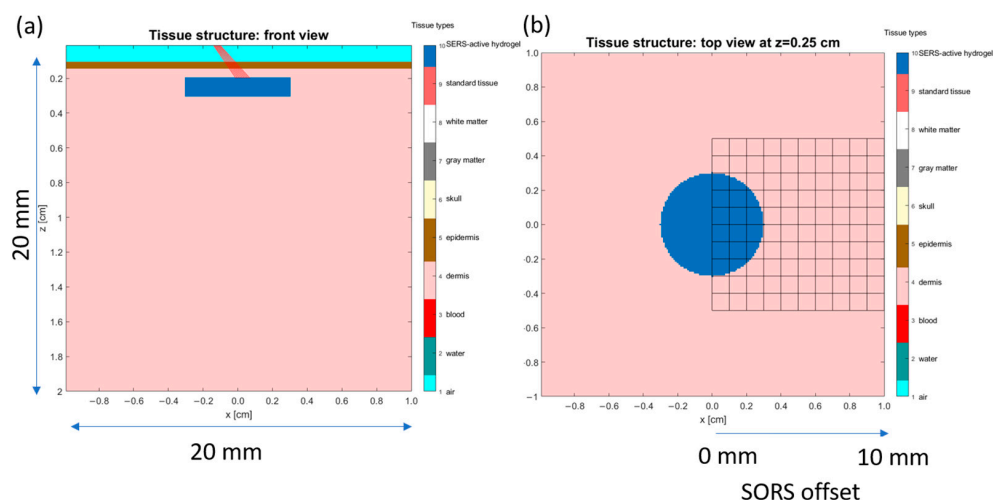 (a)
Tissue structure: front view
Tissue types
10 SERS-active hydrogel
9 standard tissue
8 white matter
7 gray matter
6 skull
5 epidermis
4 dermis
3 blood
2 water
1 air
0.2
0.4
0.6
0.8
1
1.2
1.4
1.6
1.8
2
z [cm]
20 mm
−0.8 −0.6 −0.4 −0.2 0.0 0.2 0.4 0.6 0.8 1.0
x [cm]
20 mm
(b)
Tissue structure: top view at z=0.25 cm
Tissue types
10 SERS-active hydrogel
9 standard tissue
8 white matter
7 gray matter
6 skull
5 epidermis
4 dermis
3 blood
2 water
1 air
1.0
0.8
0.6
0.4
0.2
0.0
-0.2
-0.4
-0.6
-0.8
-1
−0.8 −0.6 −0.4 −0.2 0.0 0.2 0.4 0.6 0.8 1.0
x [cm]
0 mm 10 mm
SORS offset